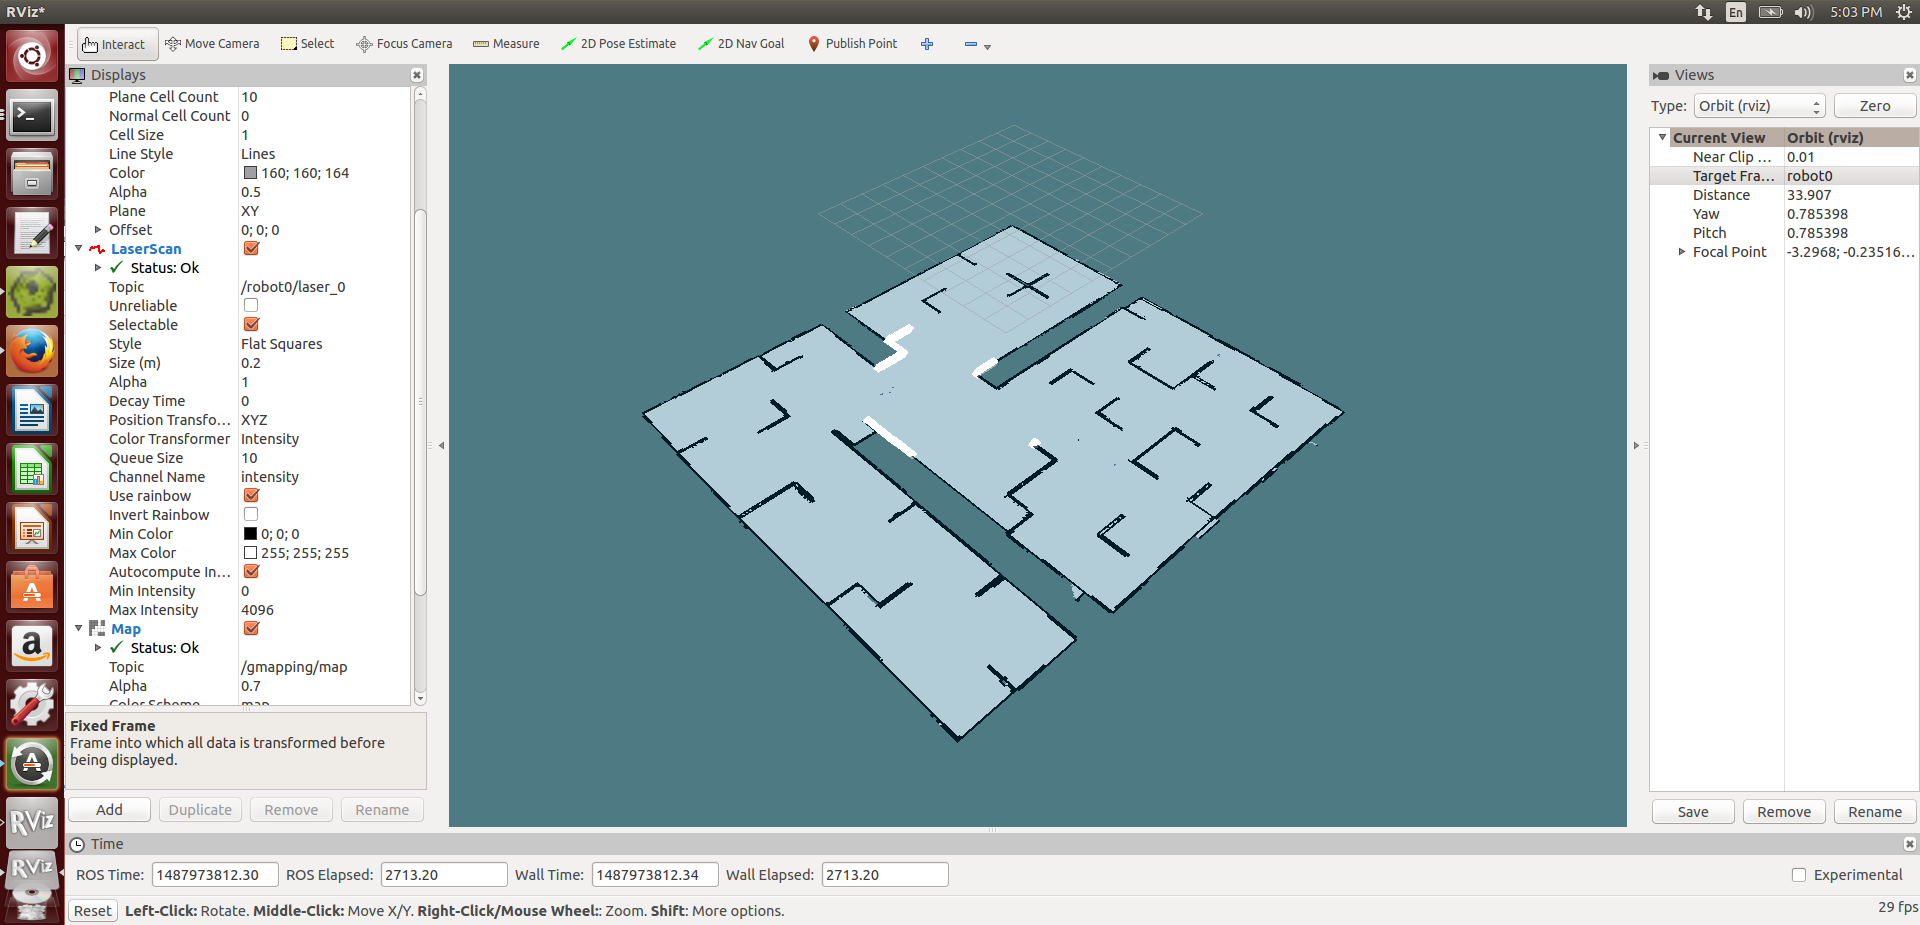 RViz*
En
5:03 PM
Interact
Move Camera
Select
Focus Camera
Measure
2D Pose Estimate
2D Nav Goal
Publish Point
Displays
Plane Cell Count 10
Normal Cell Count 0
Cell Size 1
Line Style Lines
Color 160; 160; 164
Alpha 0.5
Plane XY
Offset 0; 0; 0
LaserScan
Status: Ok
Topic /robot0/laser_0
Unreliable
Selectable
Style Flat Squares
Size (m) 0.2
Alpha 1
Decay Time 0
Position Transfo... XYZ
Color Transformer Intensity
Queue Size 10
Channel Name intensity
Use rainbow
Invert Rainbow
Min Color 0; 0; 0
Max Color 255; 255; 255
Autocompute In...
Min Intensity 0
Max Intensity 4096
Map
Status: Ok
Topic /gmapping/map
Alpha 0.7
Color Scheme map
Fixed Frame
Frame into which all data is transformed before
being displayed.
Add
Duplicate
Remove
Rename
Views
Type: Orbit (rviz) Zero
Current View Orbit (rviz)
Near Clip ... 0.01
Target Fra... robot0
Distance 33.907
Yaw 0.785398
Pitch 0.785398
Focal Point -3.2968; -0.23516...
Save
Remove
Rename
RViz
RViz
Time
ROS Time: 1487973812.30 ROS Elapsed: 2713.20 Wall Time: 1487973812.34 Wall Elapsed: 2713.20 Experimental
Reset Left-Click: Rotate. Middle-Click: Move X/Y. Right-Click/Mouse Wheel:: Zoom. Shift: More options.
29 fps